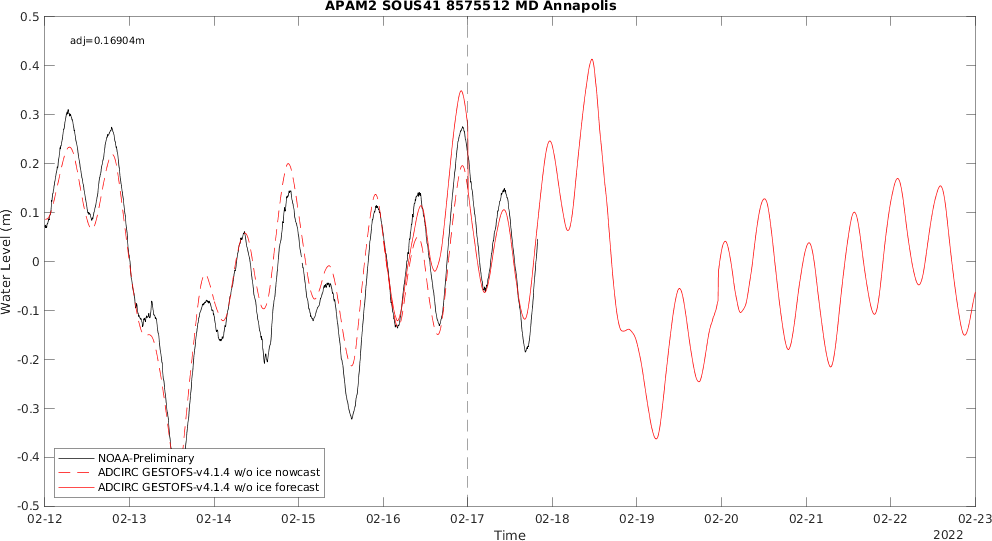 APAM2 SOUS41 8575512 MD Annapolis
adj=0.16904m
0.5
0.4
0.3
0.2
0.1
0
-0.1
-0.2
-0.3
-0.4
-0.5
Water Level (m)
NOAA-Preliminary
ADCIRC GESTOFS-v4.1.4 w/o ice nowcast
ADCIRC GESTOFS-v4.1.4 w/o ice forecast
02-12 02-13 02-14 02-15 02-16 02-17 02-18 02-19 02-20 02-21 02-22 02-23
Time
2022